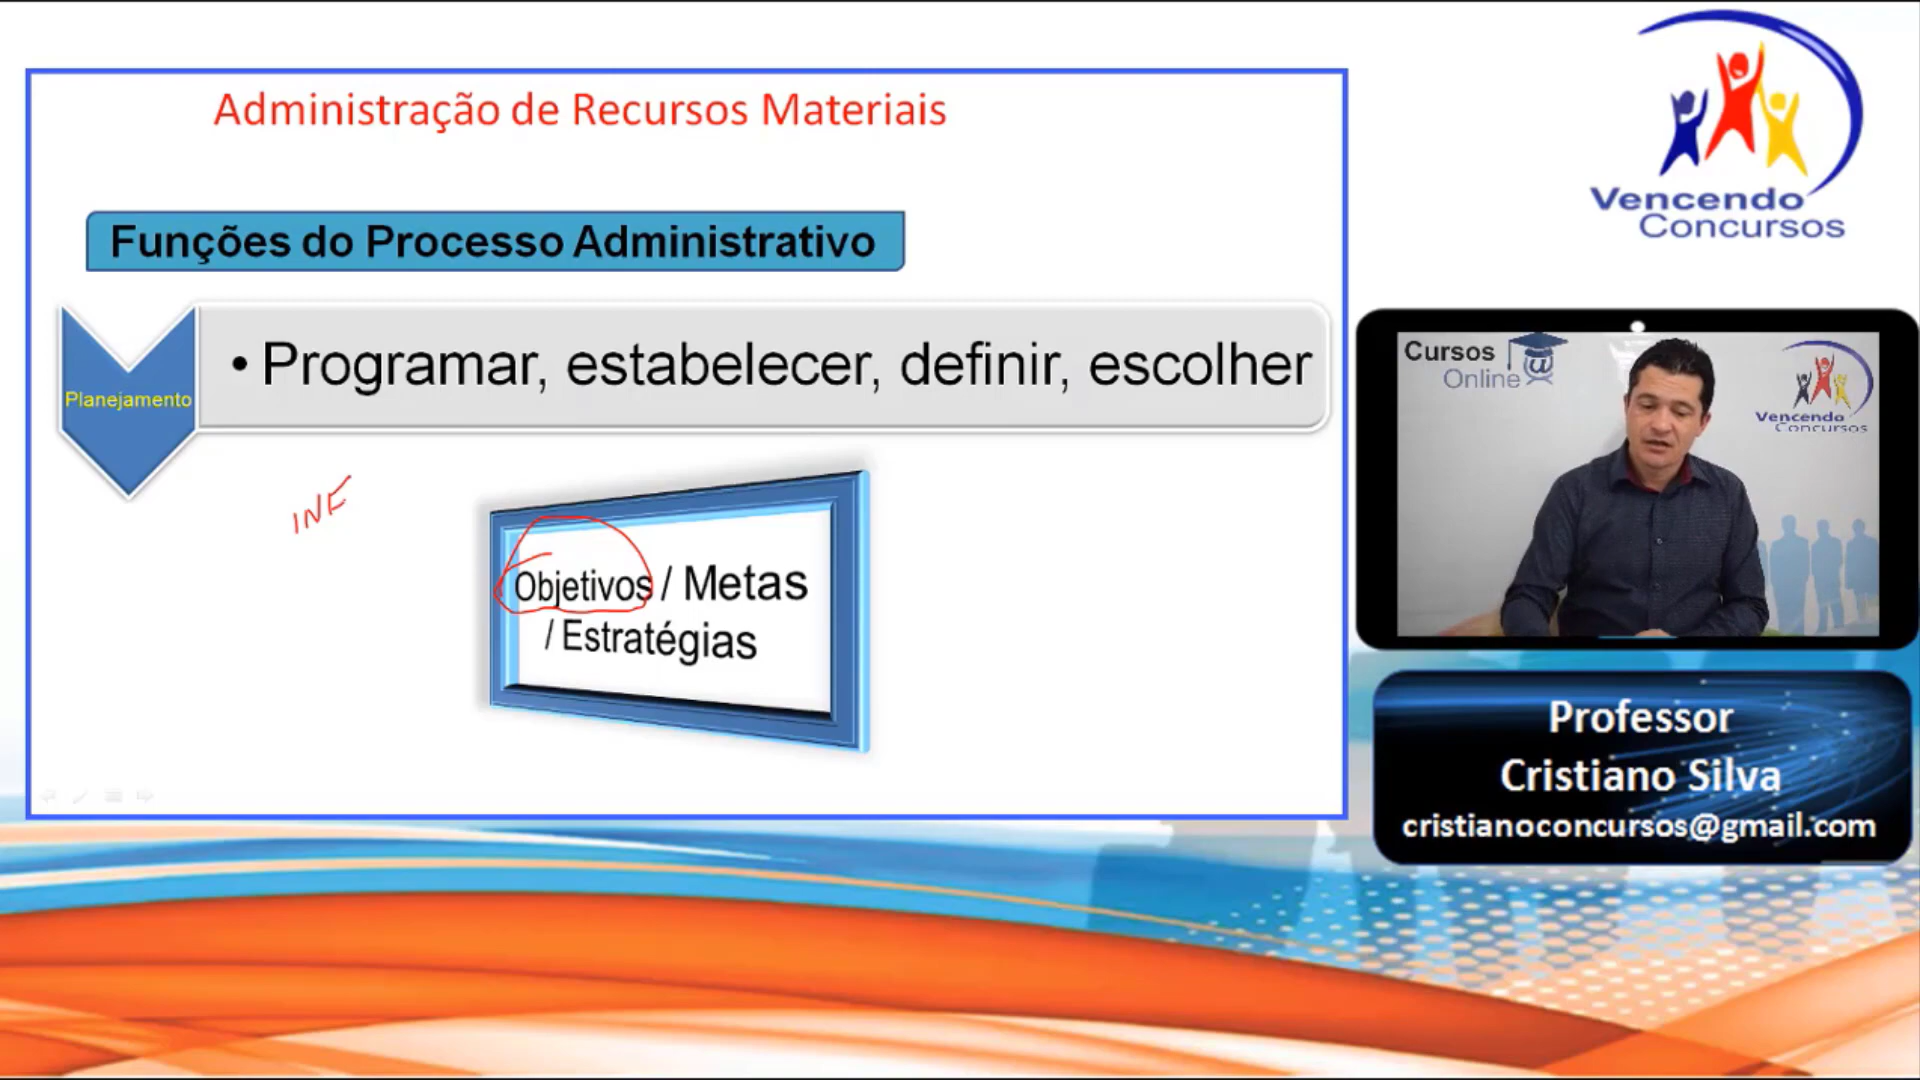 Administração de Recursos Materiais
Funções do Processo Administrativo
Planejamento
• Programar, estabelecer, definir, escolher
INF
Objetivos / Metas
/ Estratégias
Vencendo
Concursos
Cursos
Online
Vencendo
Concursos
Professor
Cristiano Silva
cristianoconcursos@gmail.com